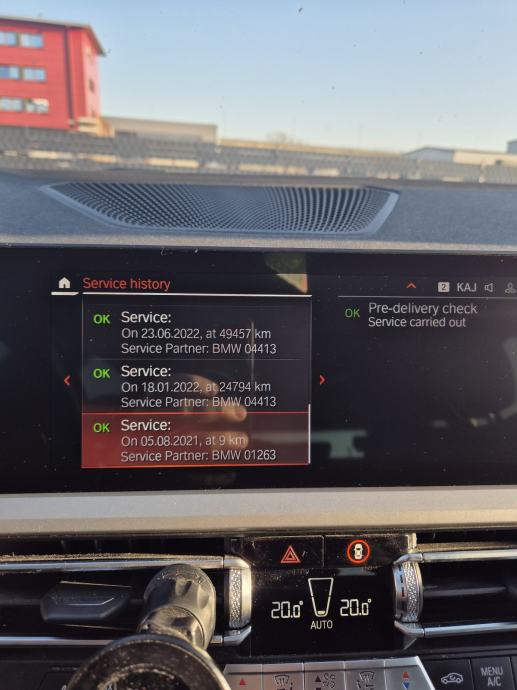 Service history
2 KAJ
OK Service:
On 23.06.2022, at 49457 km
Service Partner: BMW 04413
OK Service:
On 18.01.2022, at 24794 km
Service Partner: BMW 04413
OK Service:
On 05.08.2021, at 9 km
Service Partner: BMW 01263
OK Pre-delivery check
Service carried out
20.0° 20.0°
AUTO
MENU
A/C